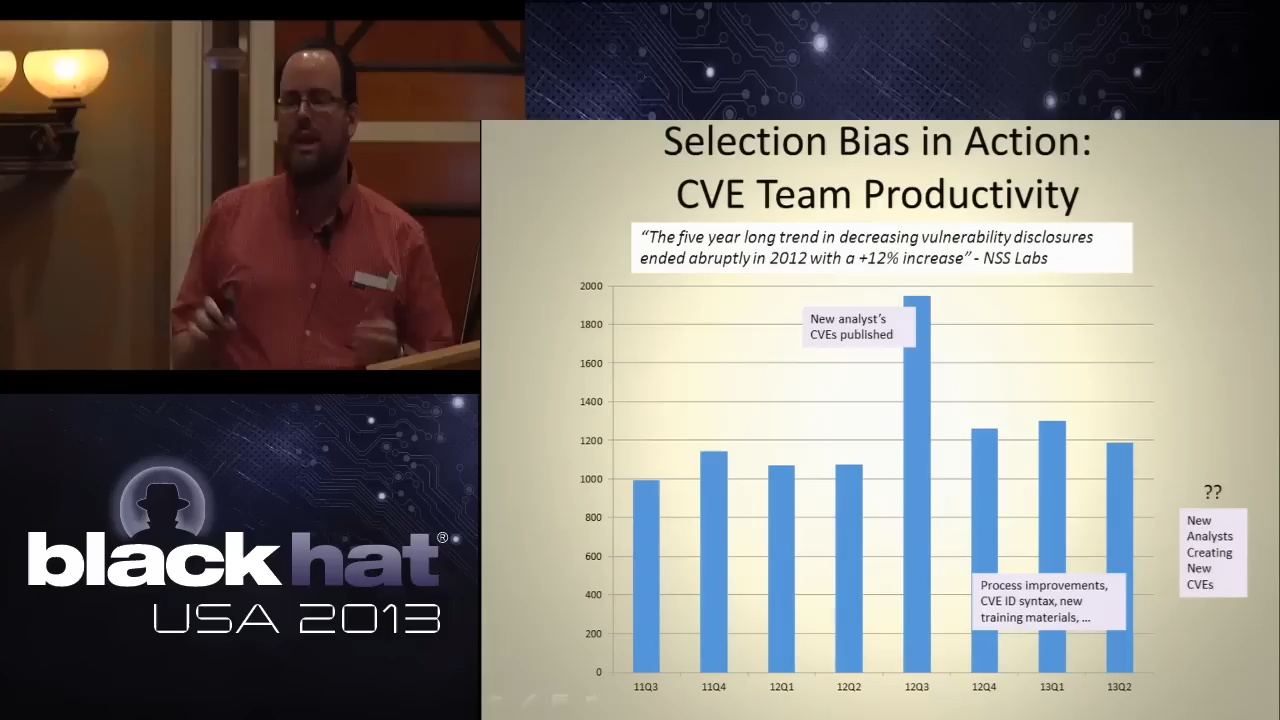 Selection Bias in Action:
CVE Team Productivity
“The five year long trend in decreasing vulnerability disclosures
ended abruptly in 2012 with a +12% increase” - NSS Labs
2000
1800
1600
1400
1200
1000
800
600
400
200
0
New analyst’s
CVEs published
Process improvements,
CVE ID syntax, new
training materials, ...
??
New
Analysts
Creating
New
CVEs
11Q3 11Q4 12Q1 12Q2 12Q3 12Q4 13Q1 13Q2
blackhat®
USA 2013